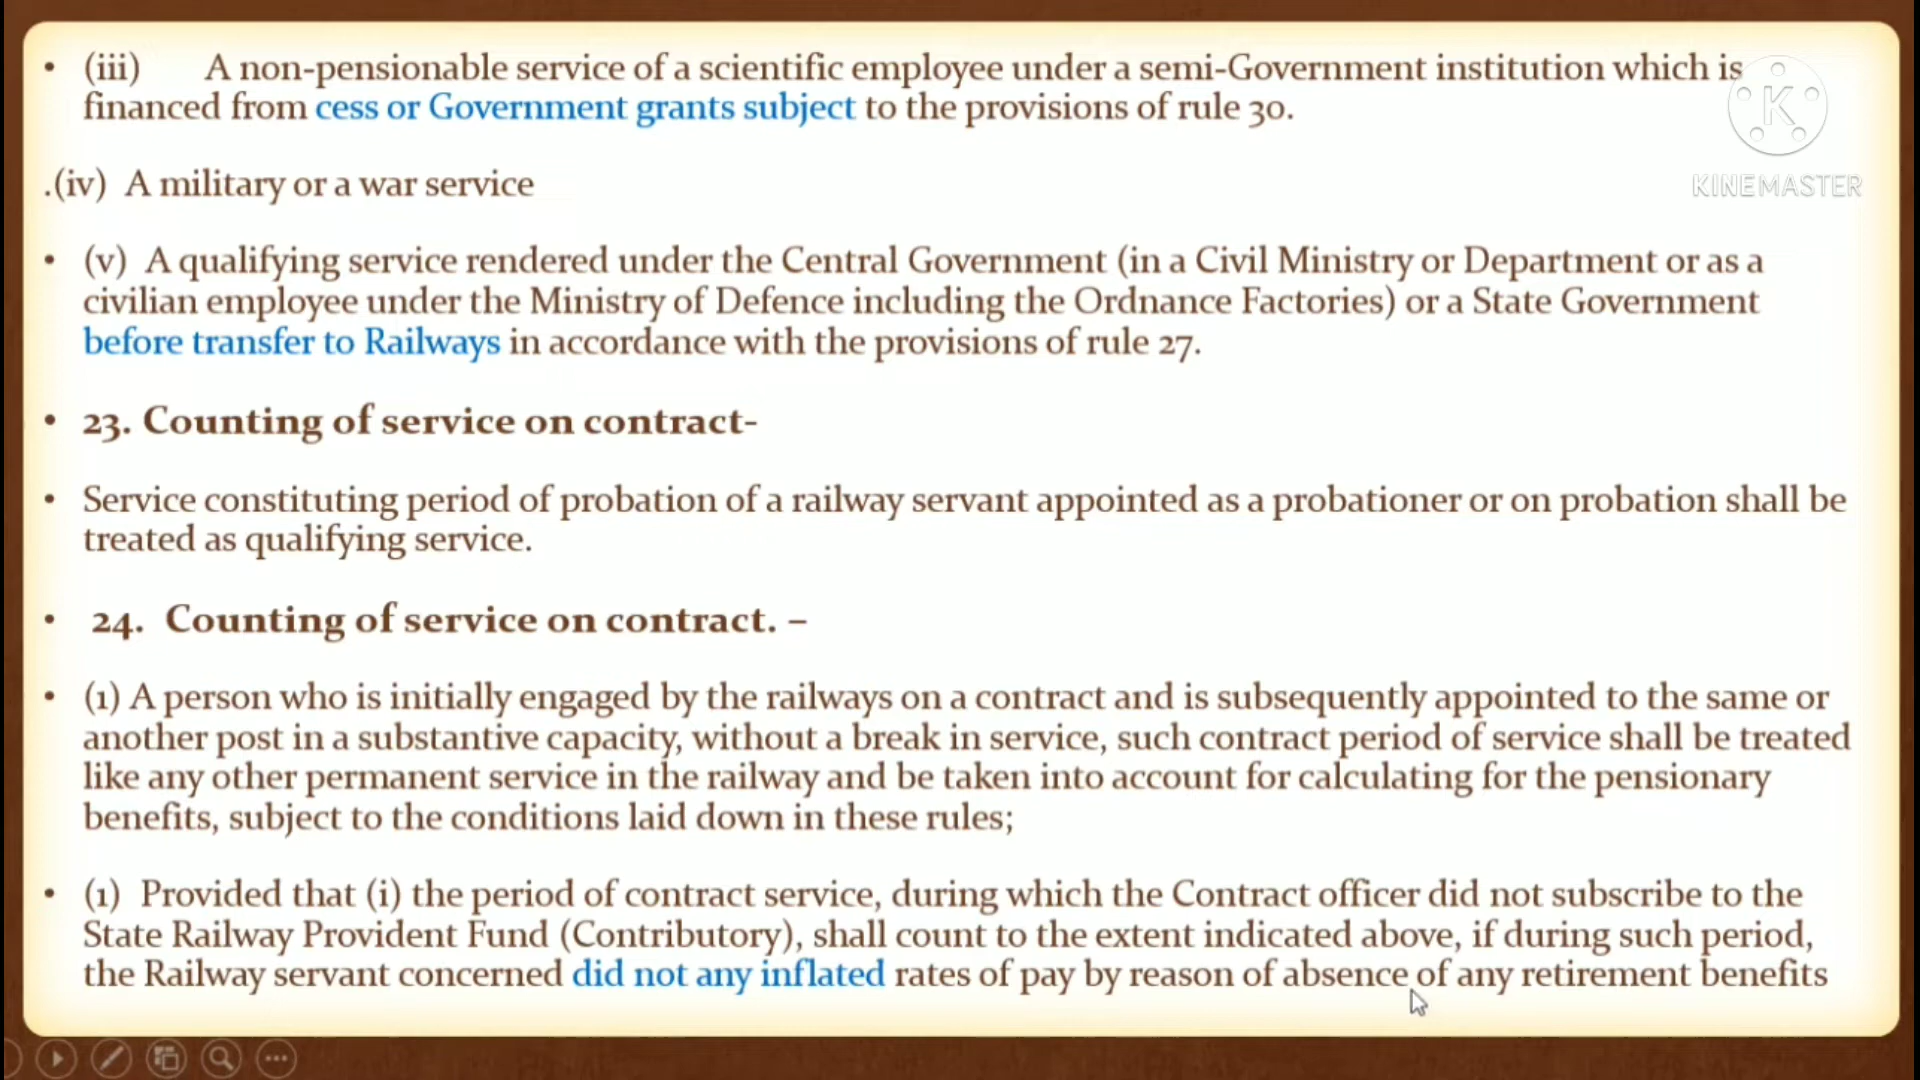 • (iii) A non-pensionable service of a scientific employee under a semi-Government institution which is
financed from cess or Government grants subject to the provisions of rule 30.
.(iv) A military or a war service
• (v) A qualifying service rendered under the Central Government (in a Civil Ministry or Department or as a
civilian employee under the Ministry of Defence including the Ordnance Factories) or a State Government
before transfer to Railways in accordance with the provisions of rule 27.
• 23. Counting of service on contract-
• Service constituting period of probation of a railway servant appointed as a probationer or on probation shall be
treated as qualifying service.
• 24. Counting of service on contract. –
• (1) A person who is initially engaged by the railways on a contract and is subsequently appointed to the same or
another post in a substantive capacity, without a break in service, such contract period of service shall be treated
like any other permanent service in the railway and be taken into account for calculating for the pensionary
benefits, subject to the conditions laid down in these rules;
• (1) Provided that (i) the period of contract service, during which the Contract officer did not subscribe to the
State Railway Provident Fund (Contributory), shall count to the extent indicated above, if during such period,
the Railway servant concerned did not any inflated rates of pay by reason of absence of any retirement benefits
K
KINEMASTER